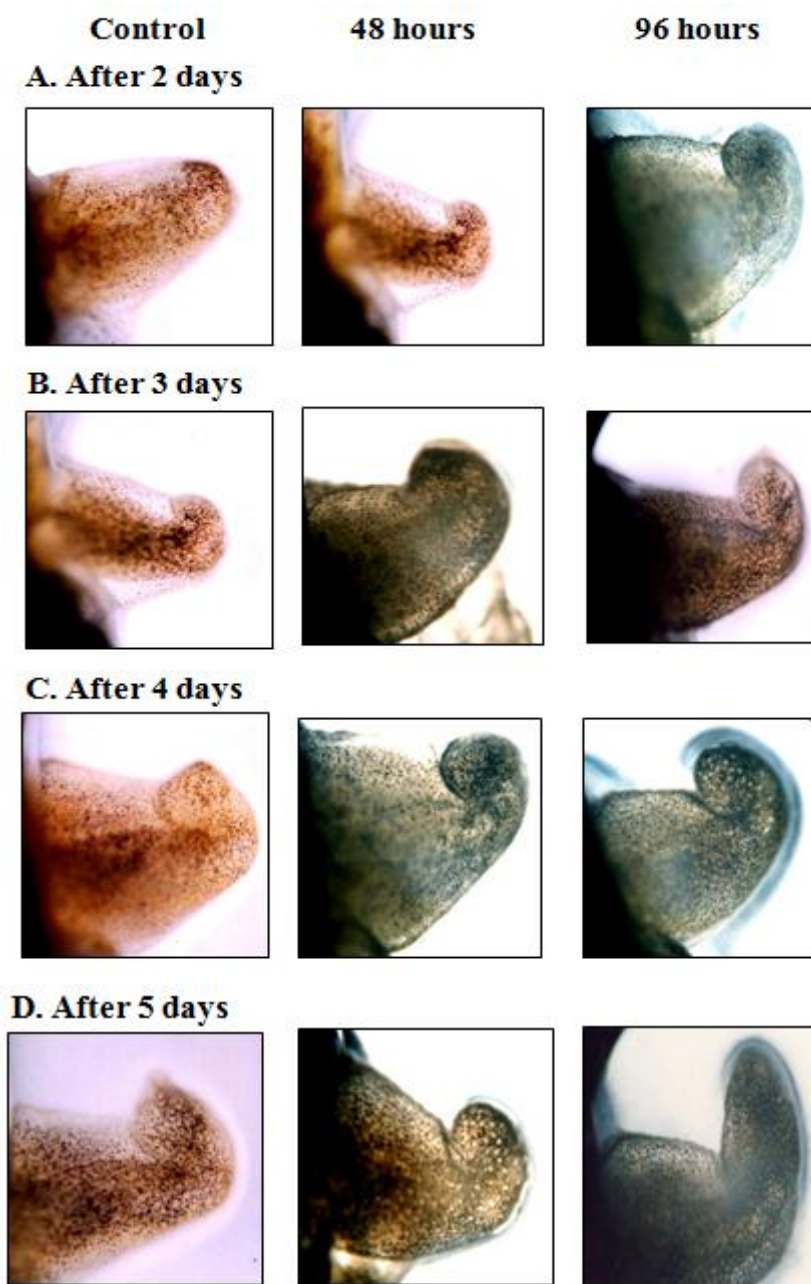 Control 48 hours 96 hours
A. After 2 days
B. After 3 days
C. After 4 days
D. After 5 days